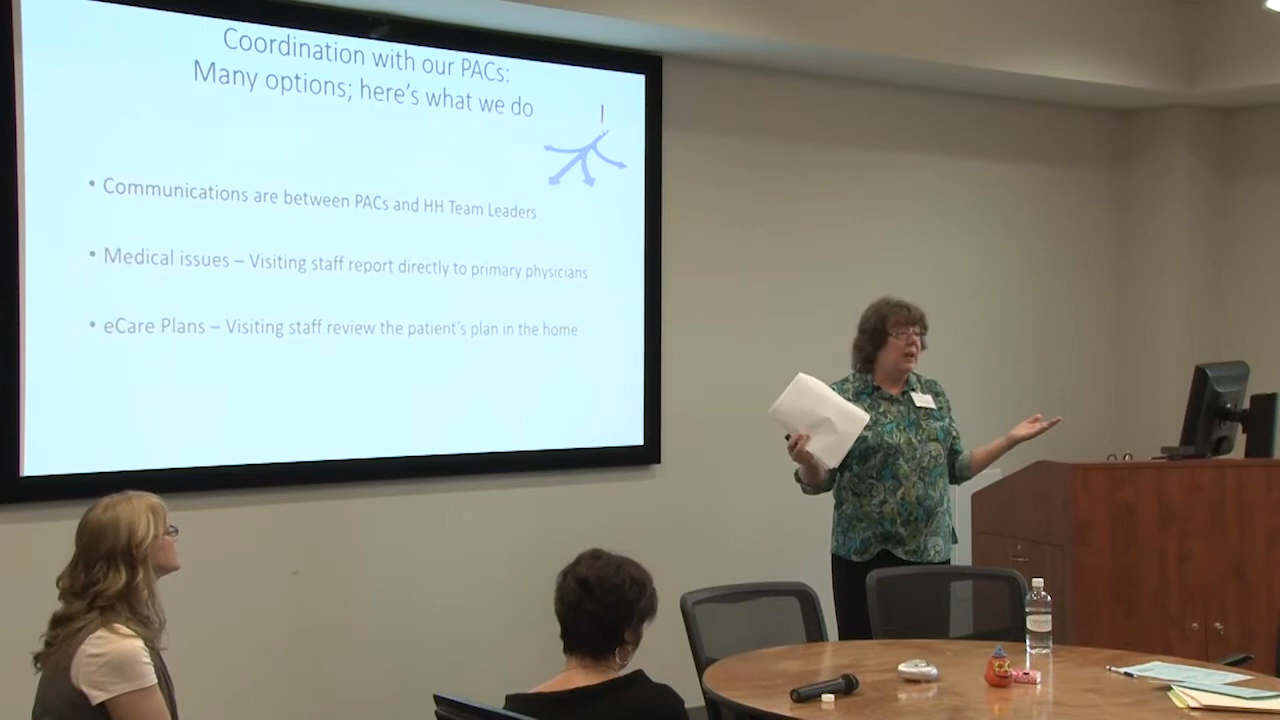 Coordination with our PACs:
Many options; here's what we do
• Communications are between PACs and HH Team Leaders
• Medical issues – Visiting staff report directly to primary physicians
• eCare Plans – Visiting staff review the patient's plan in the home